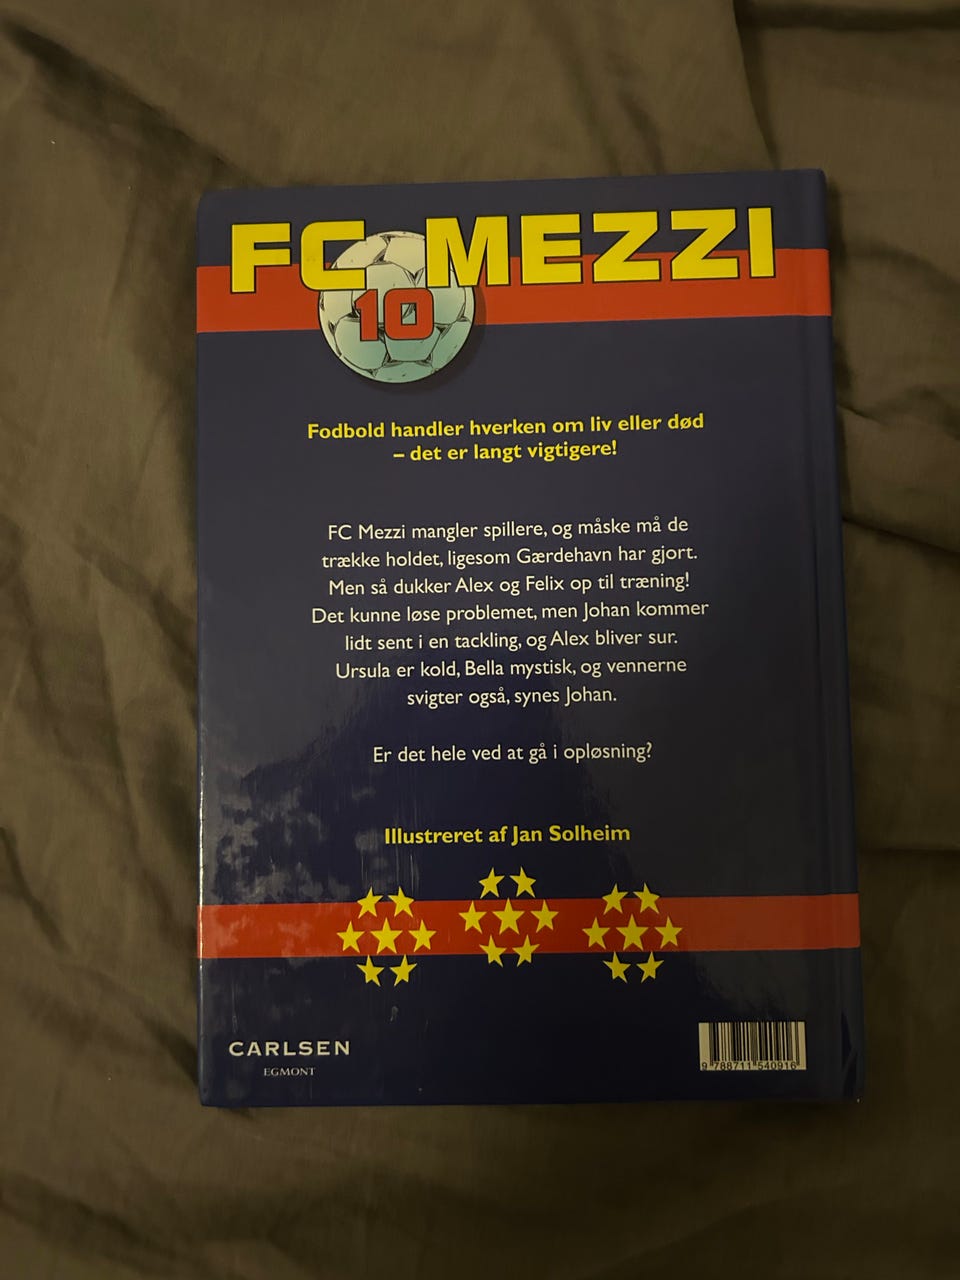 FC MEZZI
10
Fodbold handler hverken om liv eller død
– det er langt vigtigere!
FC Mezzi mangler spillere, og måske må de
trække holdet, ligesom Gærdehavn har gjort.
Men så dukker Alex og Felix op til træning!
Det kunne løse problemet, men Johan kommer
lidt sent i en tackling, og Alex bliver sur.
Ursula er kold, Bella mystisk, og vennerne
svigter også, synes Johan.
Er det hele ved at gå i opløsning?
Illustreret af Jan Solheim
CARLSEN
EGMONT
9 788711 540916